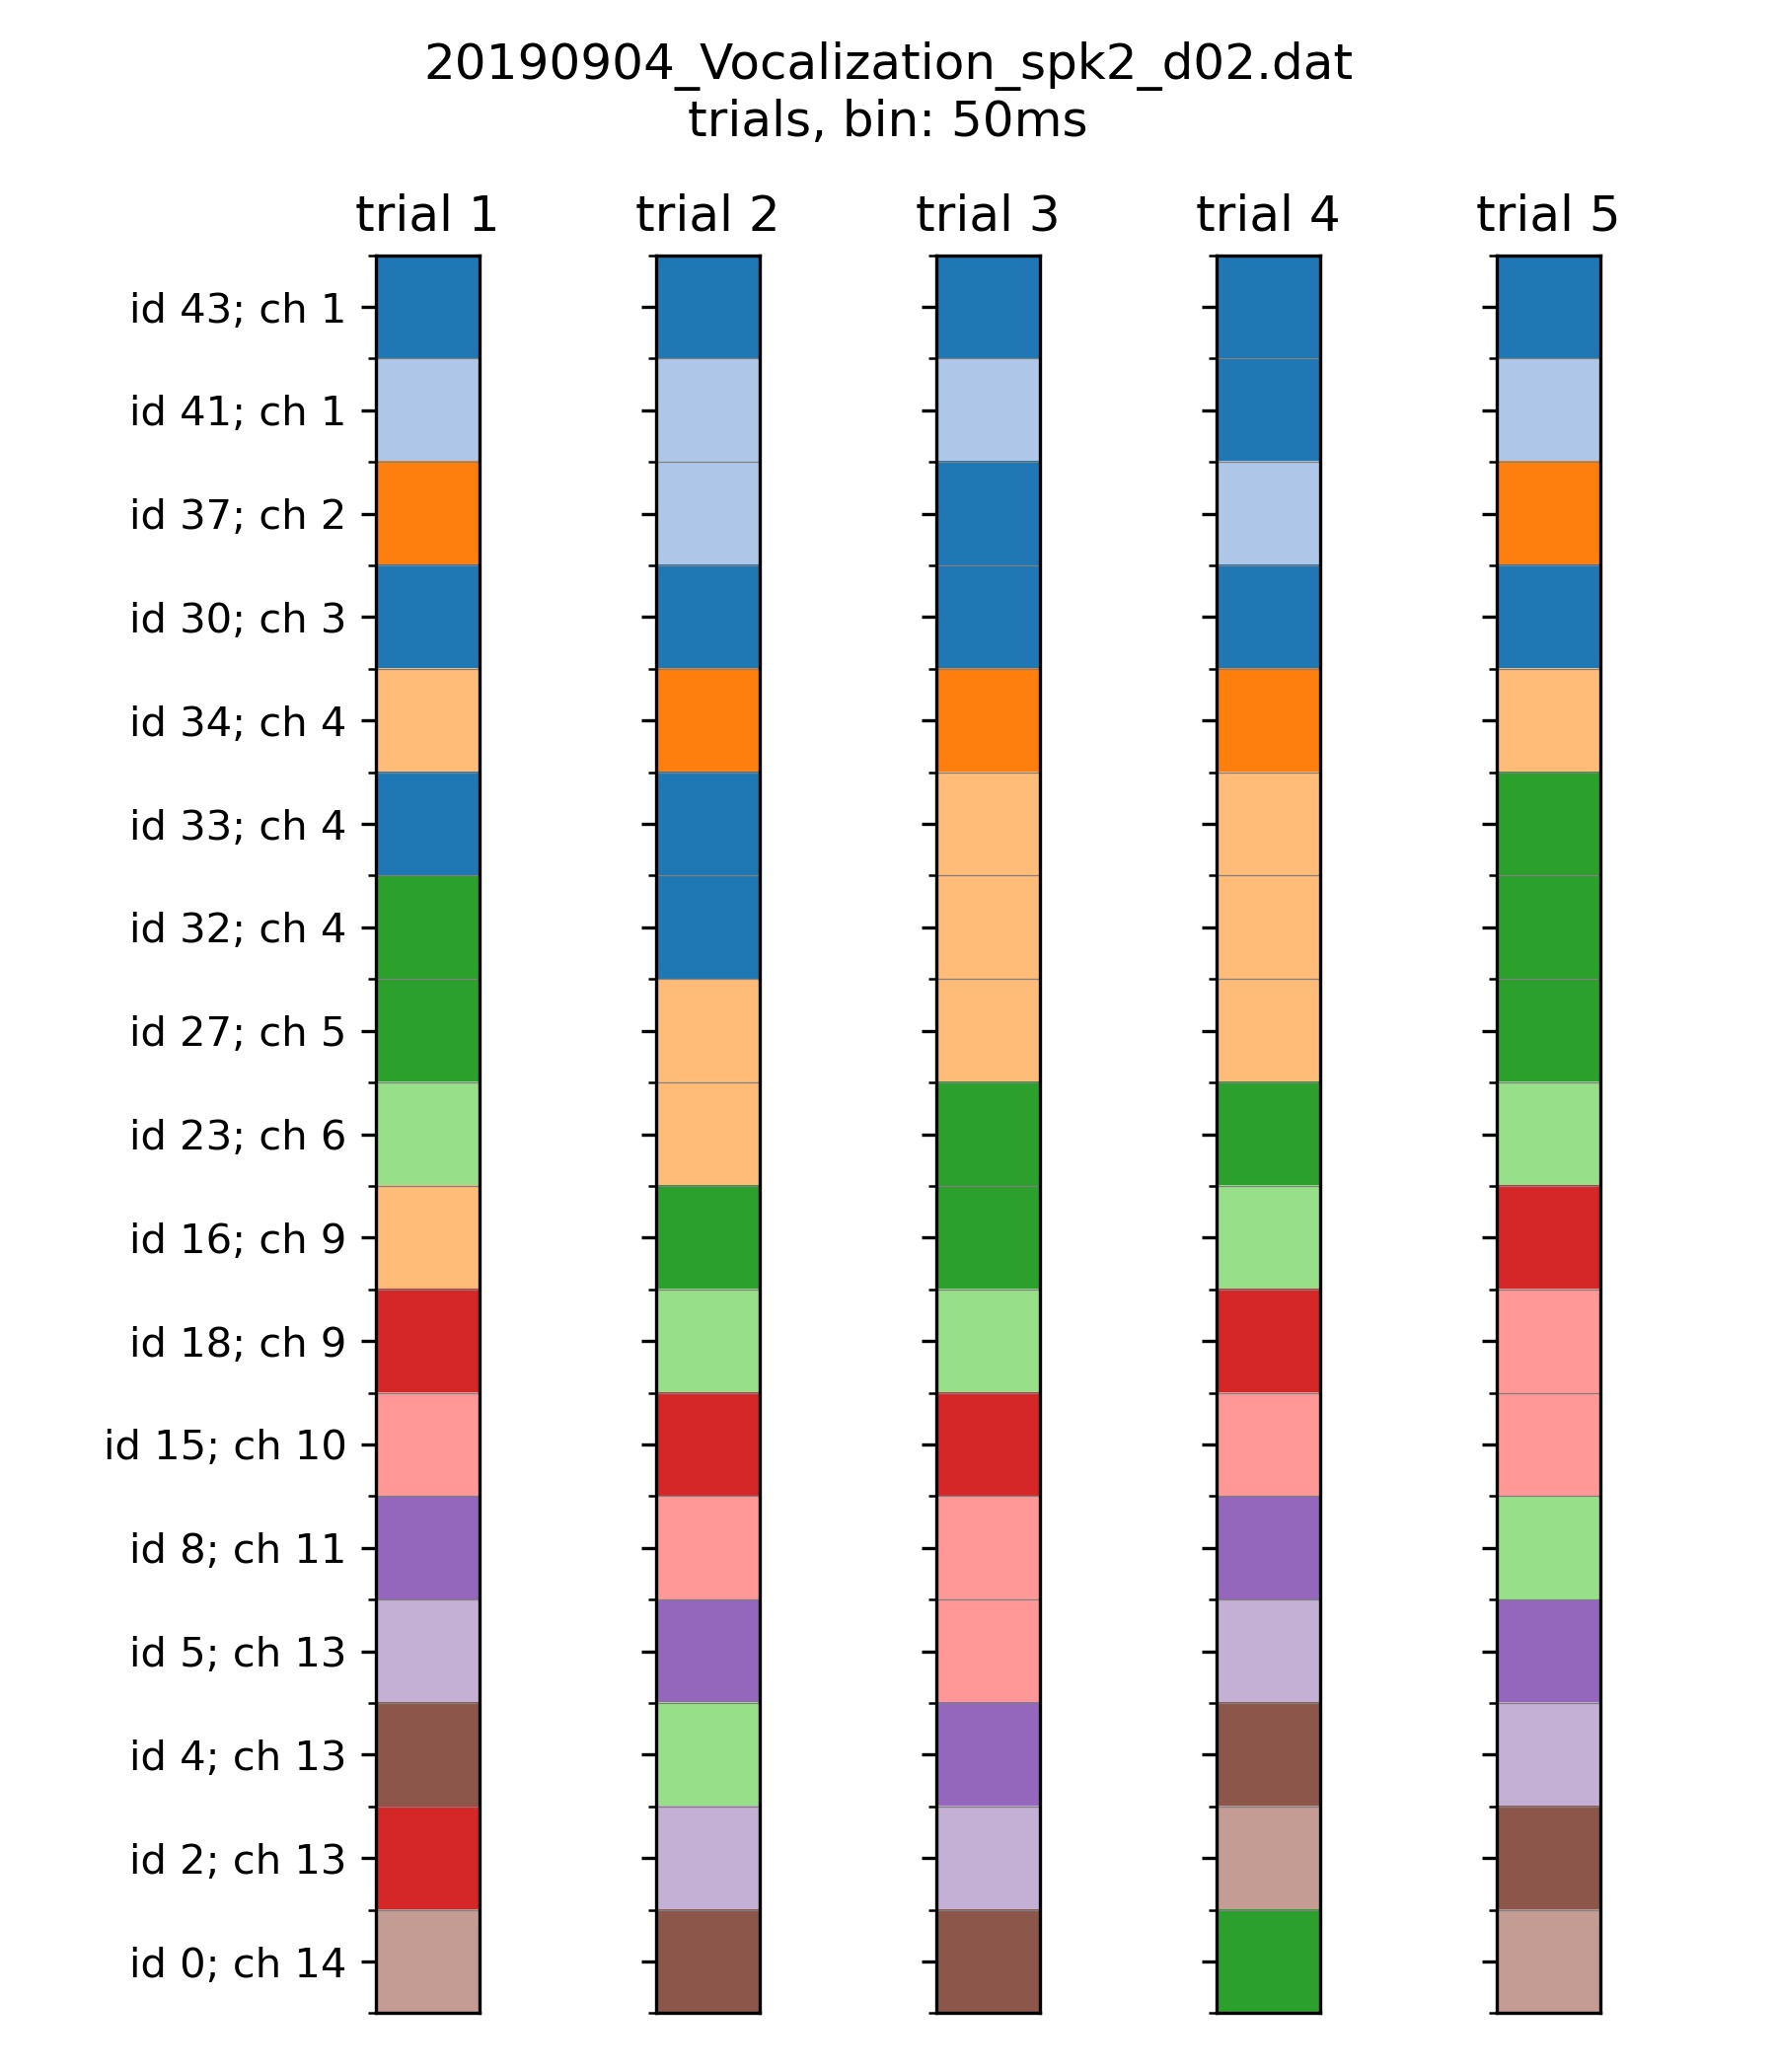 20190904_Vocalization_spk2_d02.dat
trials, bin: 50ms
trial 1 trial 2 trial 3 trial 4 trial 5
id 43; ch 1
id 41; ch 1
id 37; ch 2
id 30; ch 3
id 34; ch 4
id 33; ch 4
id 32; ch 4
id 27; ch 5
id 23; ch 6
id 16; ch 9
id 18; ch 9
id 15; ch 10
id 8; ch 11
id 5; ch 13
id 4; ch 13
id 2; ch 13
id 0; ch 14